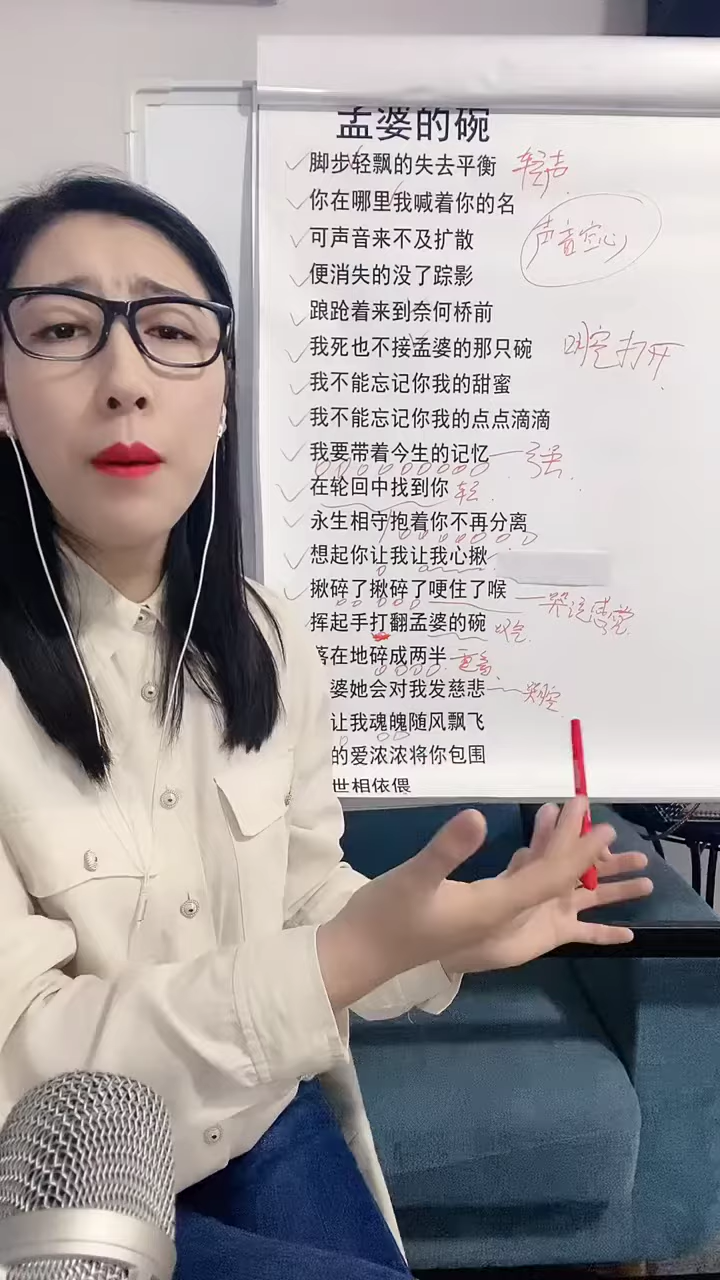 孟婆的碗
脚步轻飘的失去平衡 轻声
你在哪里我喊着你的名
可声音来不及扩散 声音空心
便消失的没了踪影
踉跄着来到奈何桥前
我死也不接孟婆的那只碗 口腔打开
我不能忘记你我的甜蜜
我不能忘记你我的点点滴滴
我要带着今生的记忆 强
在轮回中找到你 轻
永生相守抱着你不再分离
想起你让我让我心揪
揪碎了揪碎了哽住了喉 哭泣感觉
挥起手打翻孟婆的碗
落在地碎成两半
婆她会对我发慈悲 哭腔
让我魂魄随风飘飞
的爱浓浓将你包围
世相依偎